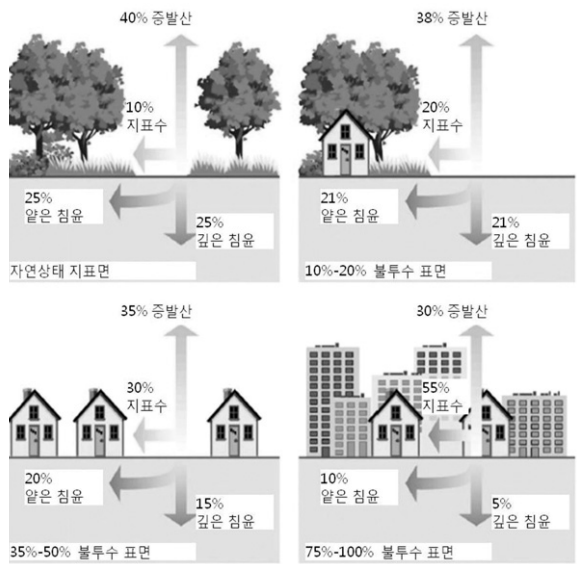 40% 증발산
10%
지표수
25%
얕은 침윤
25%
깊은 침윤
자연상태 지표면
38% 증발산
20%
지표수
21%
얕은 침윤
21%
깊은 침윤
10%-20% 불투수 표면
35% 증발산
30%
지표수
20%
얕은 침윤
15%
깊은 침윤
35%-50% 불투수 표면
30% 증발산
55%
지표수
10%
얕은 침윤
5%
깊은 침윤
75%-100% 불투수 표면